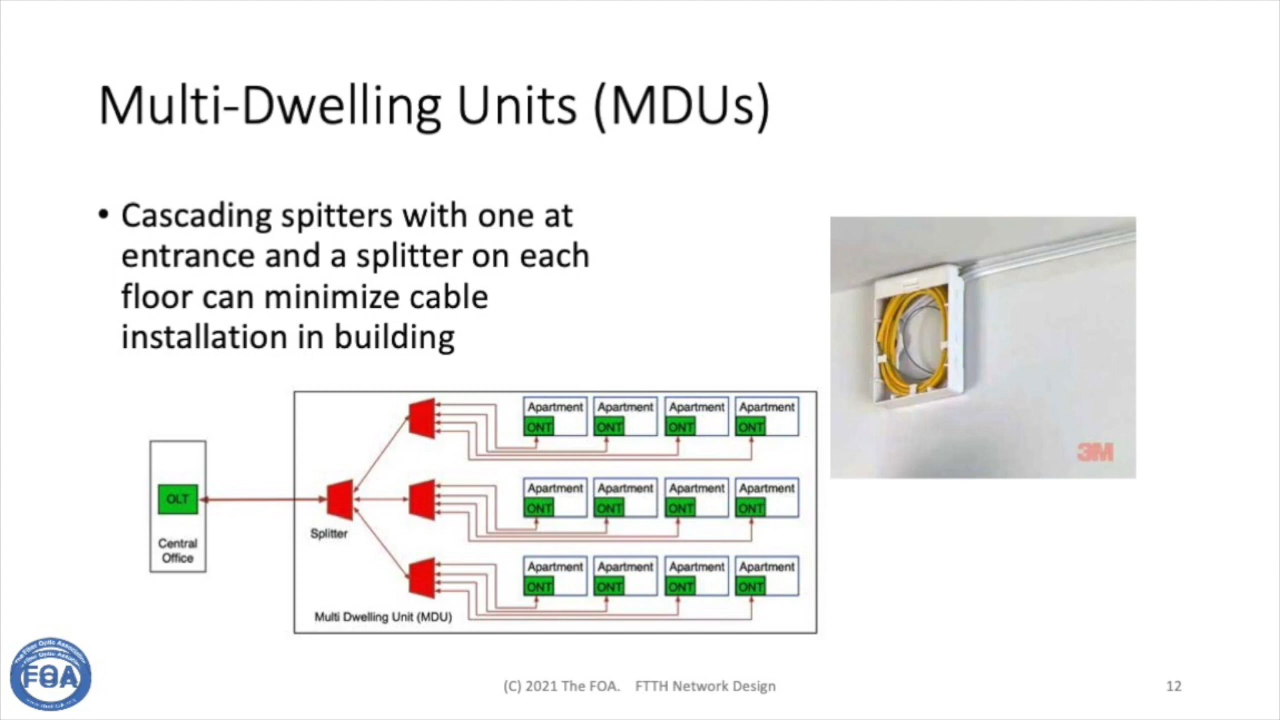 Multi-Dwelling Units (MDUs)
• Cascading spitters with one at
entrance and a splitter on each
floor can minimize cable
installation in building
3M
Apartment Apartment Apartment Apartment
ONT ONT ONT ONT
OLT
Apartment Apartment Apartment Apartment
ONT ONT ONT ONT
Splitter
Central
Office
Apartment Apartment Apartment Apartment
ONT ONT ONT ONT
Multi Dwelling Unit (MDU)
FOA
(C) 2021 The FOA. FTTH Network Design
12